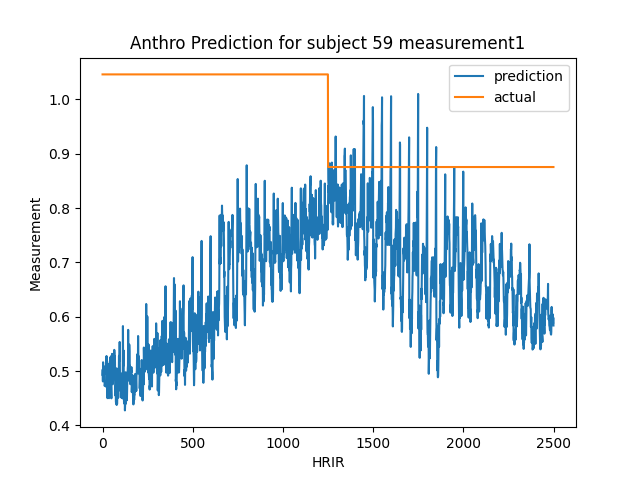 Anthro Prediction for subject 59 measurement1
prediction
actual
Measurement
1.0
0.9
0.8
0.7
0.6
0.5
0.4
0
500
1000
1500
2000
2500
HRIR